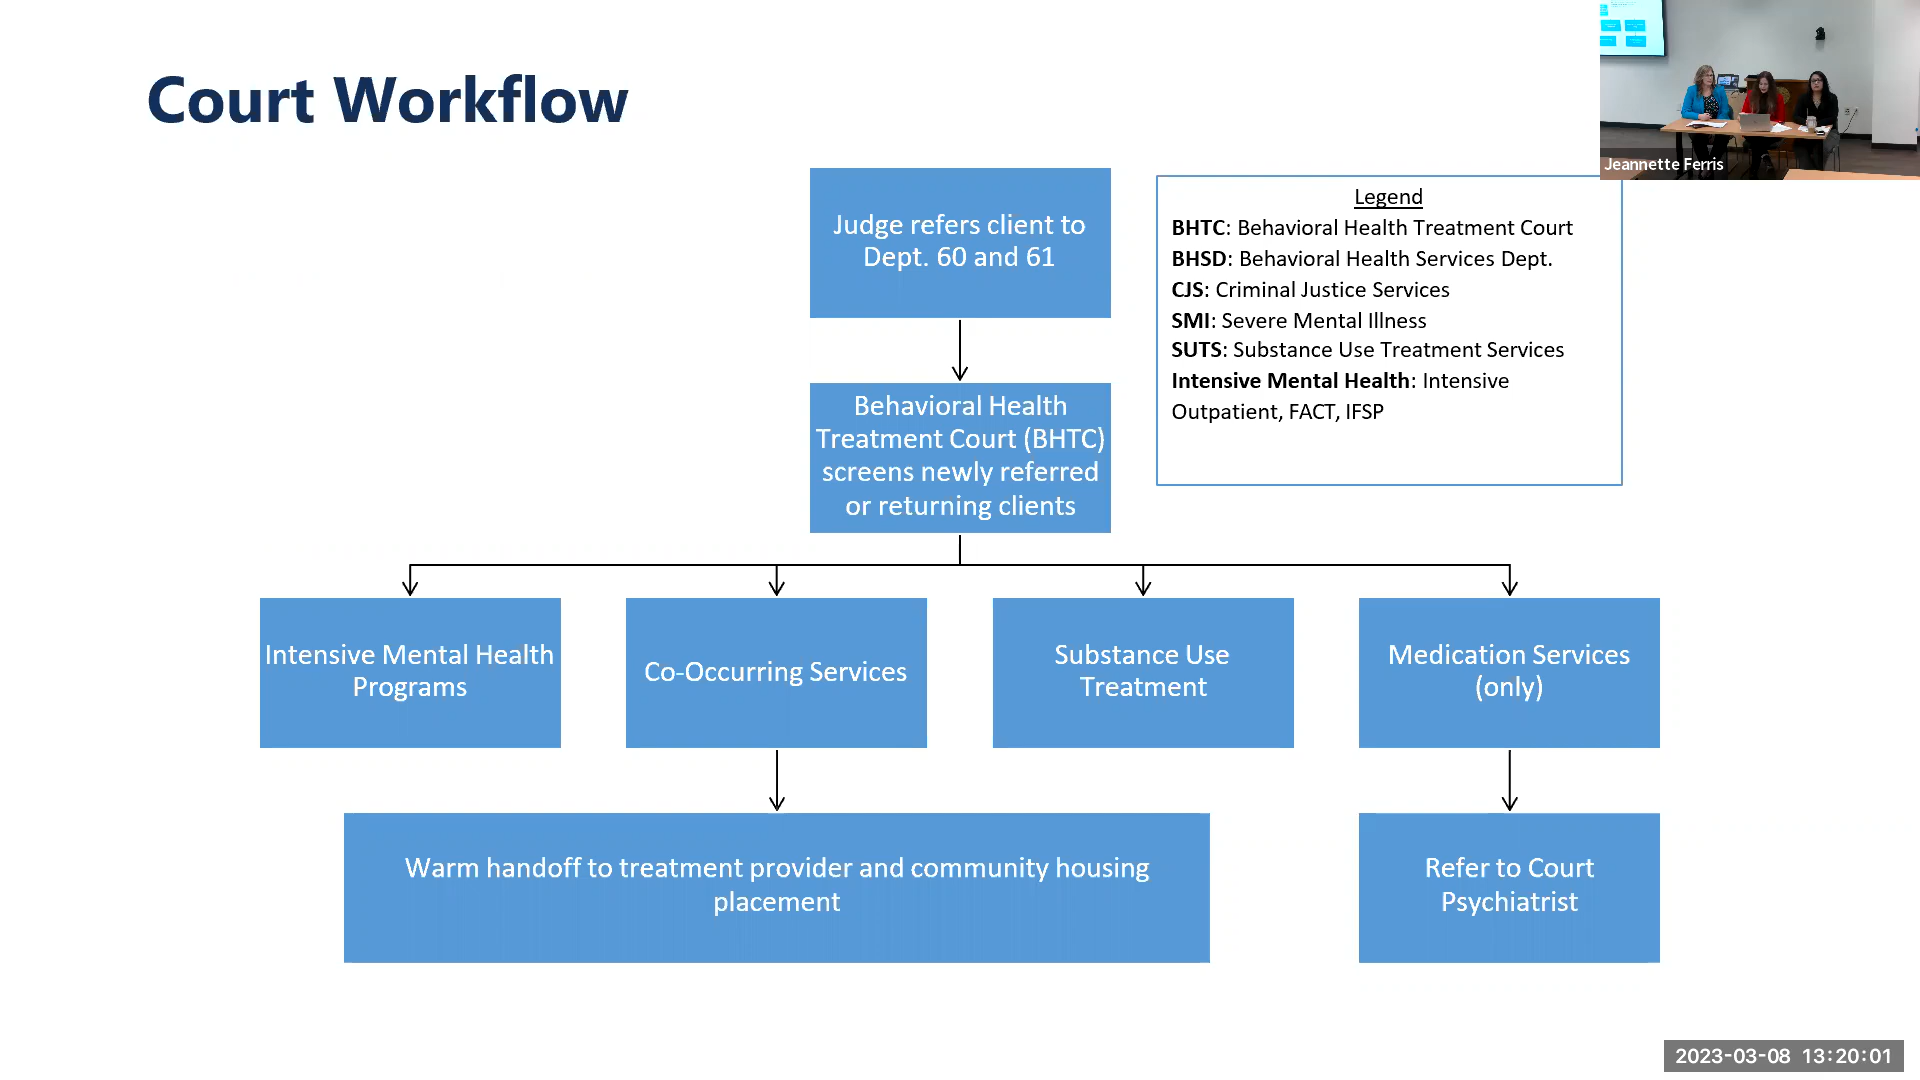 Court Workflow
Jeannette Ferris
Judge refers client to
Dept. 60 and 61
Legend
BHTC: Behavioral Health Treatment Court
BHSD: Behavioral Health Services Dept.
CJS: Criminal Justice Services
SMI: Severe Mental Illness
SUTS: Substance Use Treatment Services
Intensive Mental Health: Intensive
Outpatient, FACT, IFSP
Behavioral Health
Treatment Court (BHTC)
screens newly referred
or returning clients
Intensive Mental Health
Programs
Co-Occurring Services
Substance Use
Treatment
Medication Services
(only)
Warm handoff to treatment provider and community housing
placement
Refer to Court
Psychiatrist
2023-03-08 13:20:01